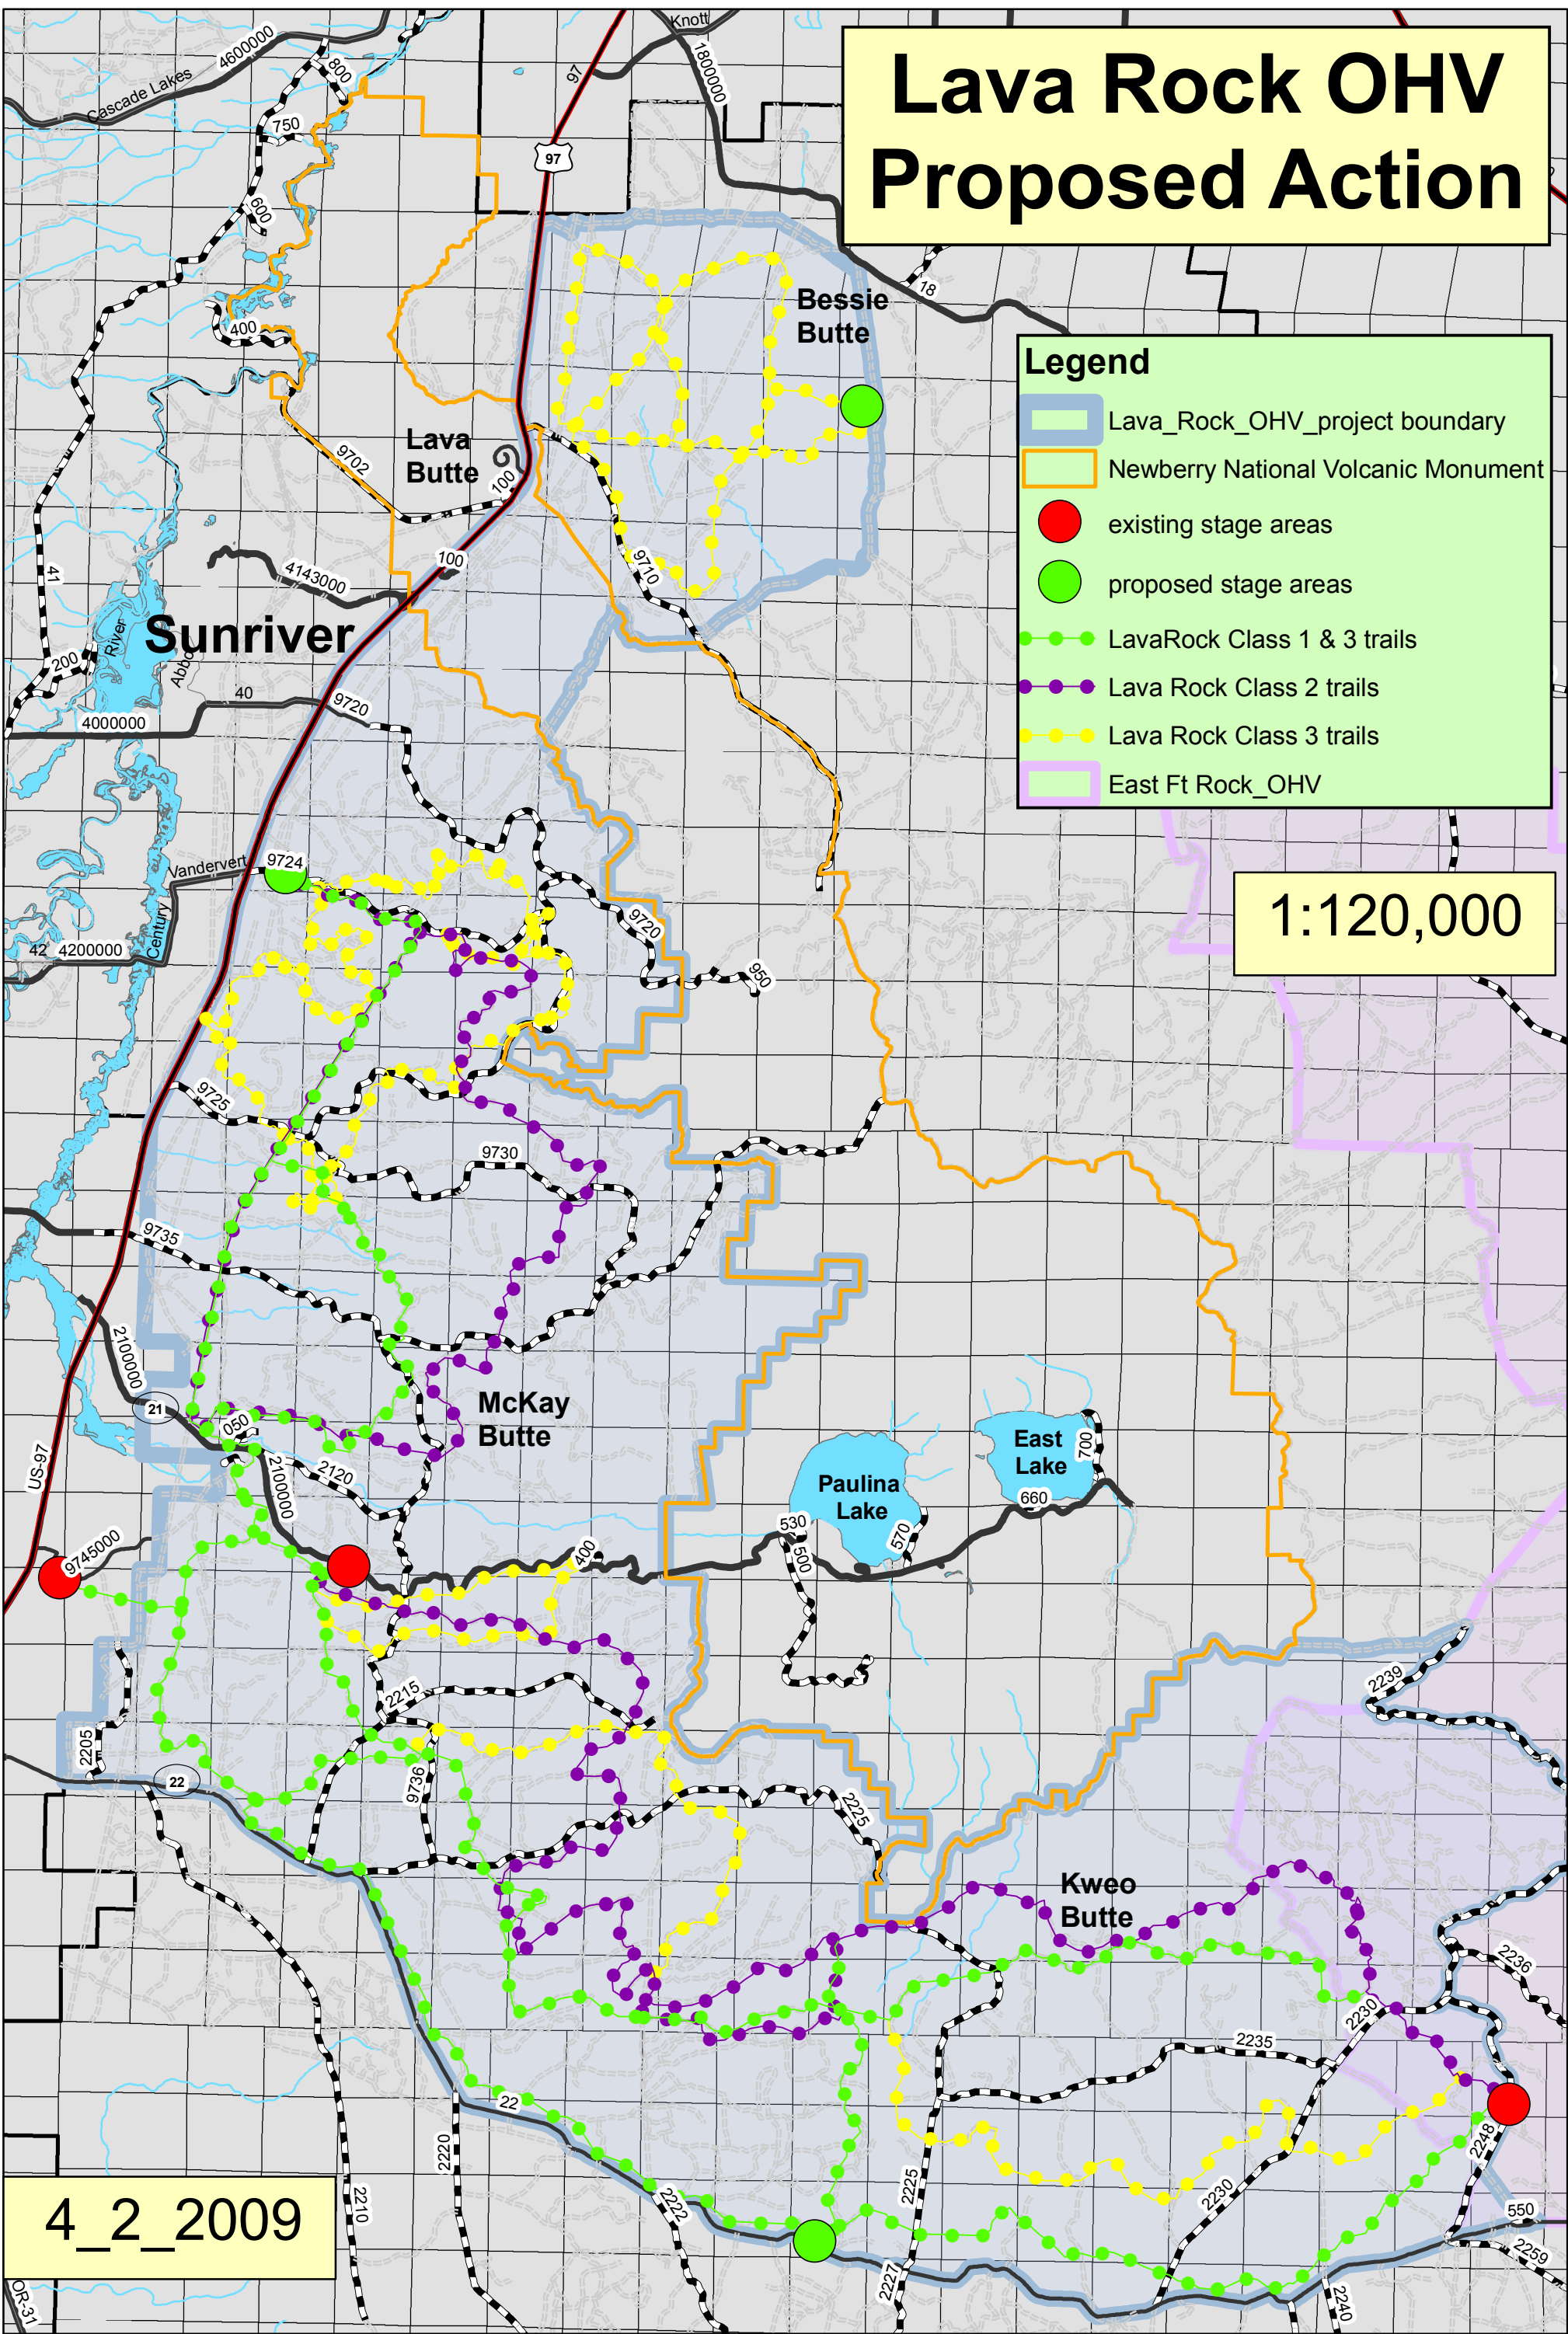 Lava Rock OHV
Proposed Action
Knott
4600000
1800000
Cascade Lakes
800
97
750
97
600
18
Bessie
Butte
400
Legend
Lava_Rock_OHV_project boundary
Newberry National Volcanic Monument
existing stage areas
proposed stage areas
LavaRock Class 1 & 3 trails
Lava Rock Class 2 trails
Lava Rock Class 3 trails
East Ft Rock_OHV
Lava
Butte
9702
100
100
9710
41
4143000
Sunriver
River
200
40
4000000
9720
Vandervert
9724
1:120,000
9720
Century
42
4200000
950
9725
9730
9735
2100000
21
McKay
Butte
050
US-97
2100000
2120
Paulina
Lake
East
Lake
700
660
530
500
570
400
9745000
2215
2239
2205
22
9736
2225
Kweo
Butte
2236
2230
2235
22
2248
2220
2225
2230
2222
2210
550
2259
2227
2240
4_2_2009
OR-31